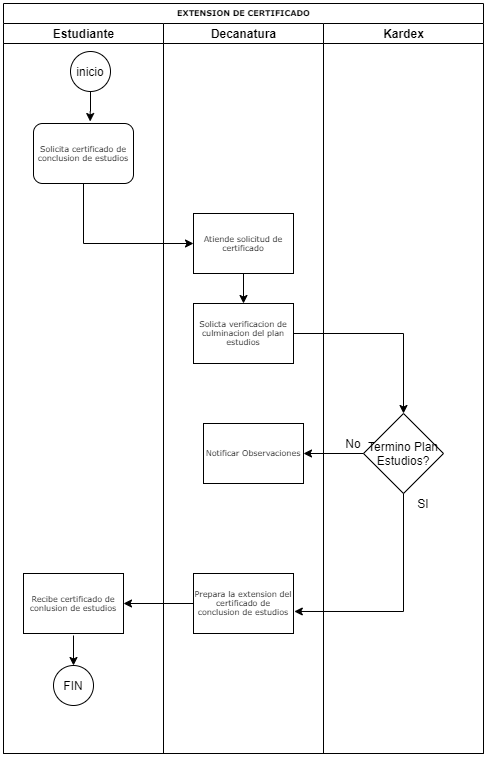 EXTENSION DE CERTIFICADO
Estudiante
Decanatura
Kardex
inicio
Solicita certificado de
conclusion de estudios
Atiende solicitud de
certificado
Solicta verificacion de
culminacion del plan
estudios
No
Termino Plan
Estudios?
Notificar Observaciones
SI
Recibe certificado de
conlusion de estudios
Prepara la extension del
certificado de
conclusion de estudios
FIN